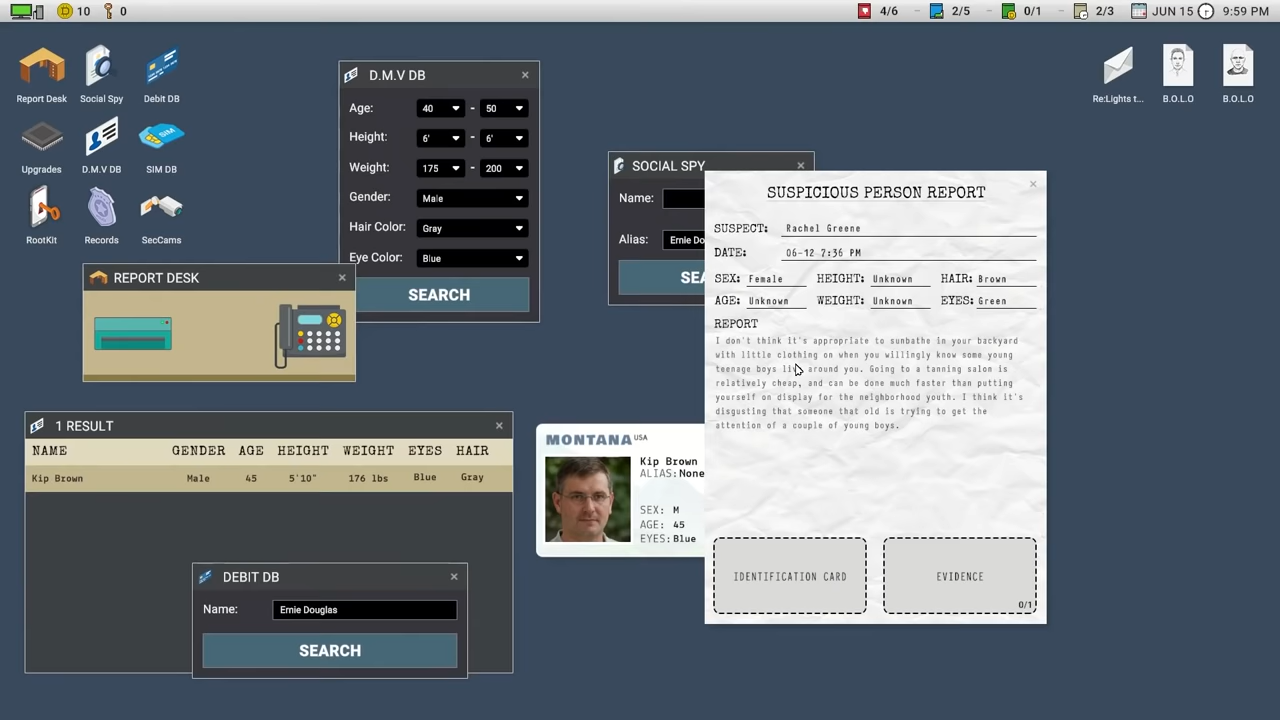 10
0
4/6
2/5
0/1
2/3
JUN 15
9:59 PM
Report Desk
Social Spy
Debit DB
Upgrades
D.M.V DB
SIM DB
RootKit
Records
SecCams
Re:Lights t...
B.O.L.O
B.O.L.O
D.M.V DB
Age: 40 - 50
Height: 6' - 6'
Weight: 175 - 200
Gender: Male
Hair Color: Gray
Eye Color: Blue
SEARCH
SOCIAL SPY
Name:
Alias: Ernie Do
SEA
REPORT DESK
1 RESULT
NAME GENDER AGE HEIGHT WEIGHT EYES HAIR
Kip Brown Male 45 5'10" 176 lbs Blue Gray
DEBIT DB
Name: Ernie Douglas
SEARCH
MONTANA USA
Kip Brown
ALIAS: None
SEX: M
AGE: 45
EYES: Blue
SUSPICIOUS PERSON REPORT
SUSPECT: Rachel Greene
DATE: 06-12 7:36 PM
SEX: Female HEIGHT: Unknown HAIR: Brown
AGE: Unknown WEIGHT: Unknown EYES: Green
REPORT
I don't think it's appropriate to sunbathe in your backyard
with little clothing on when you willingly know some young
teenage boys live around you. Going to a tanning salon is
relatively cheap, and can be done much faster than putting
yourself on display for the neighborhood youth. I think it's
disgusting that someone that old is trying to get the
attention of a couple of young boys.
IDENTIFICATION CARD
EVIDENCE
0/1